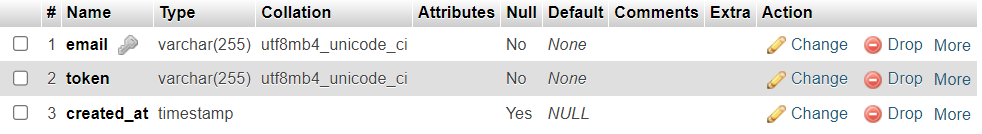 # Name Type Collation Attributes Null Default Comments Extra Action
1 email varchar(255) utf8mb4_unicode_ci No None Change Drop More
2 token varchar(255) utf8mb4_unicode_ci No None Change Drop More
3 created_at timestamp Yes NULL Change Drop More